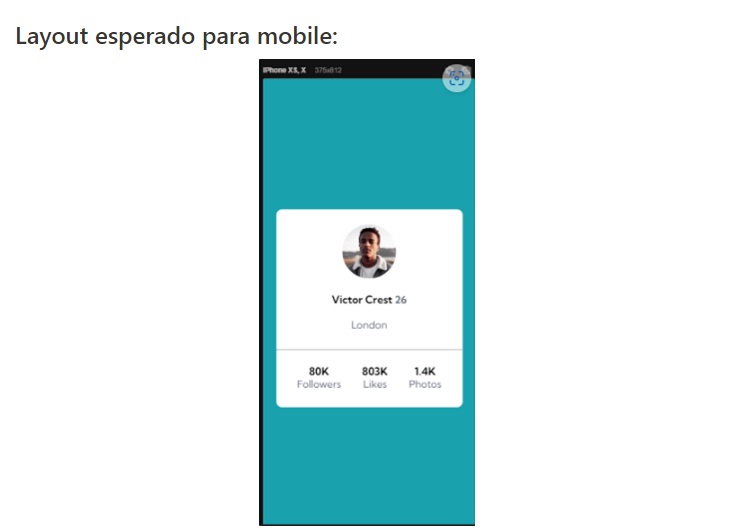 Layout esperado para mobile:
iPhone XS, X 375x812
Victor Crest 26
London
80K 803K 1.4K
Followers Likes Photos